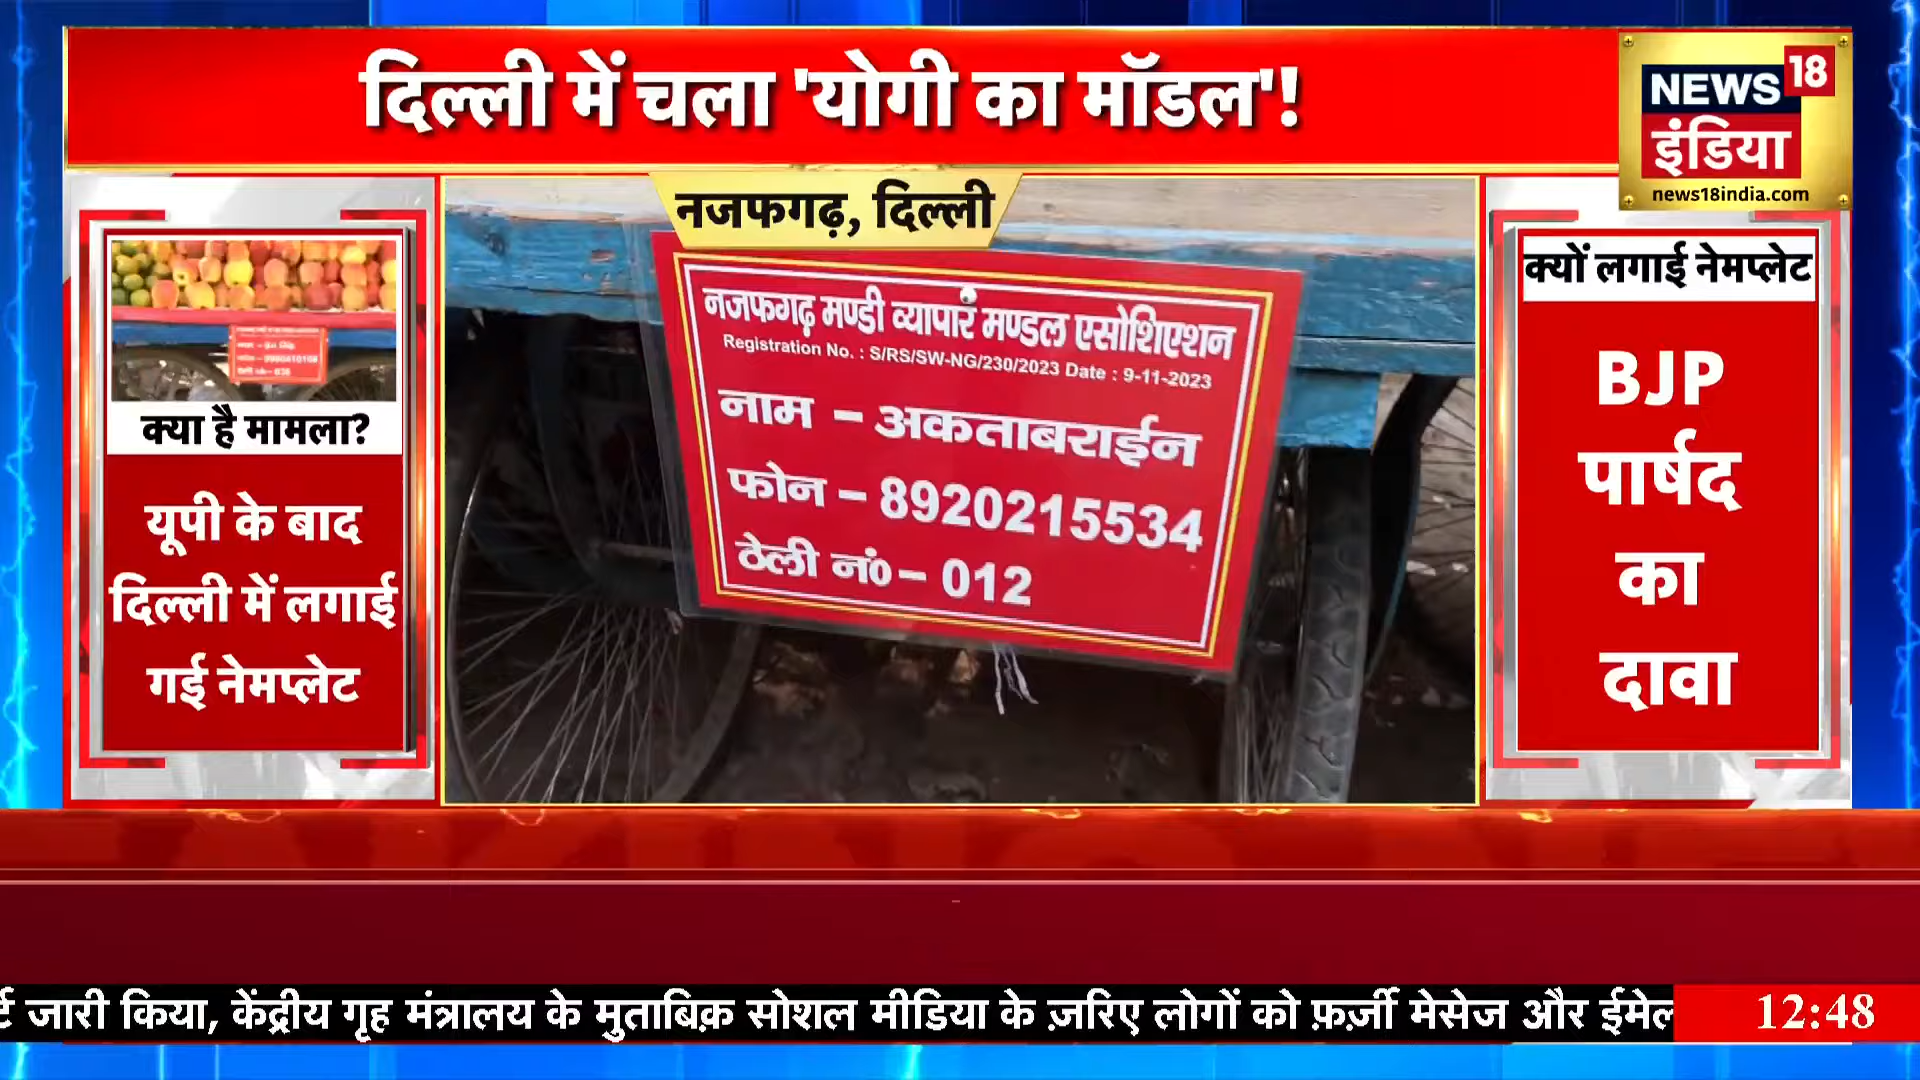 दिल्ली में चला 'योगी का मॉडल'!
NEWS 18
इंडिया
news18india.com
नजफगढ़, दिल्ली
क्या है मामला?
यूपी के बाद
दिल्ली में लगाई
गई नेमप्लेट
नजफगढ़ मण्डी व्यापार मण्डल एसोशिएशन
Registration No. : S/RS/SW-NG/230/2023 Date : 9-11-2023
नाम – अकताबराईन
फोन – 8920215534
ठेली नं० – 012
क्यों लगाई नेमप्लेट
BJP
पार्षद
का
दावा
जारी किया, केंद्रीय गृह मंत्रालय के मुताबिक़ सोशल मीडिया के ज़रिए लोगों को फ़र्ज़ी मेसेज और ईमेल
12:48